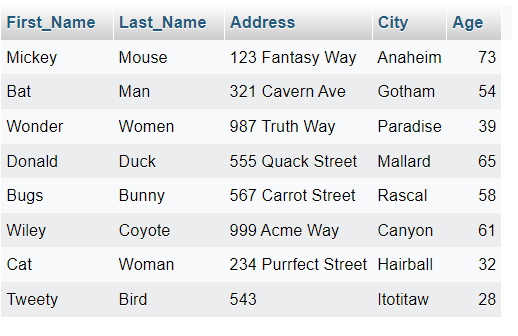 First_Name Last_Name Address City Age
Mickey Mouse 123 Fantasy Way Anaheim 73
Bat Man 321 Cavern Ave Gotham 54
Wonder Women 987 Truth Way Paradise 39
Donald Duck 555 Quack Street Mallard 65
Bugs Bunny 567 Carrot Street Rascal 58
Wiley Coyote 999 Acme Way Canyon 61
Cat Woman 234 Purrfect Street Hairball 32
Tweety Bird 543 Itotitaw 28